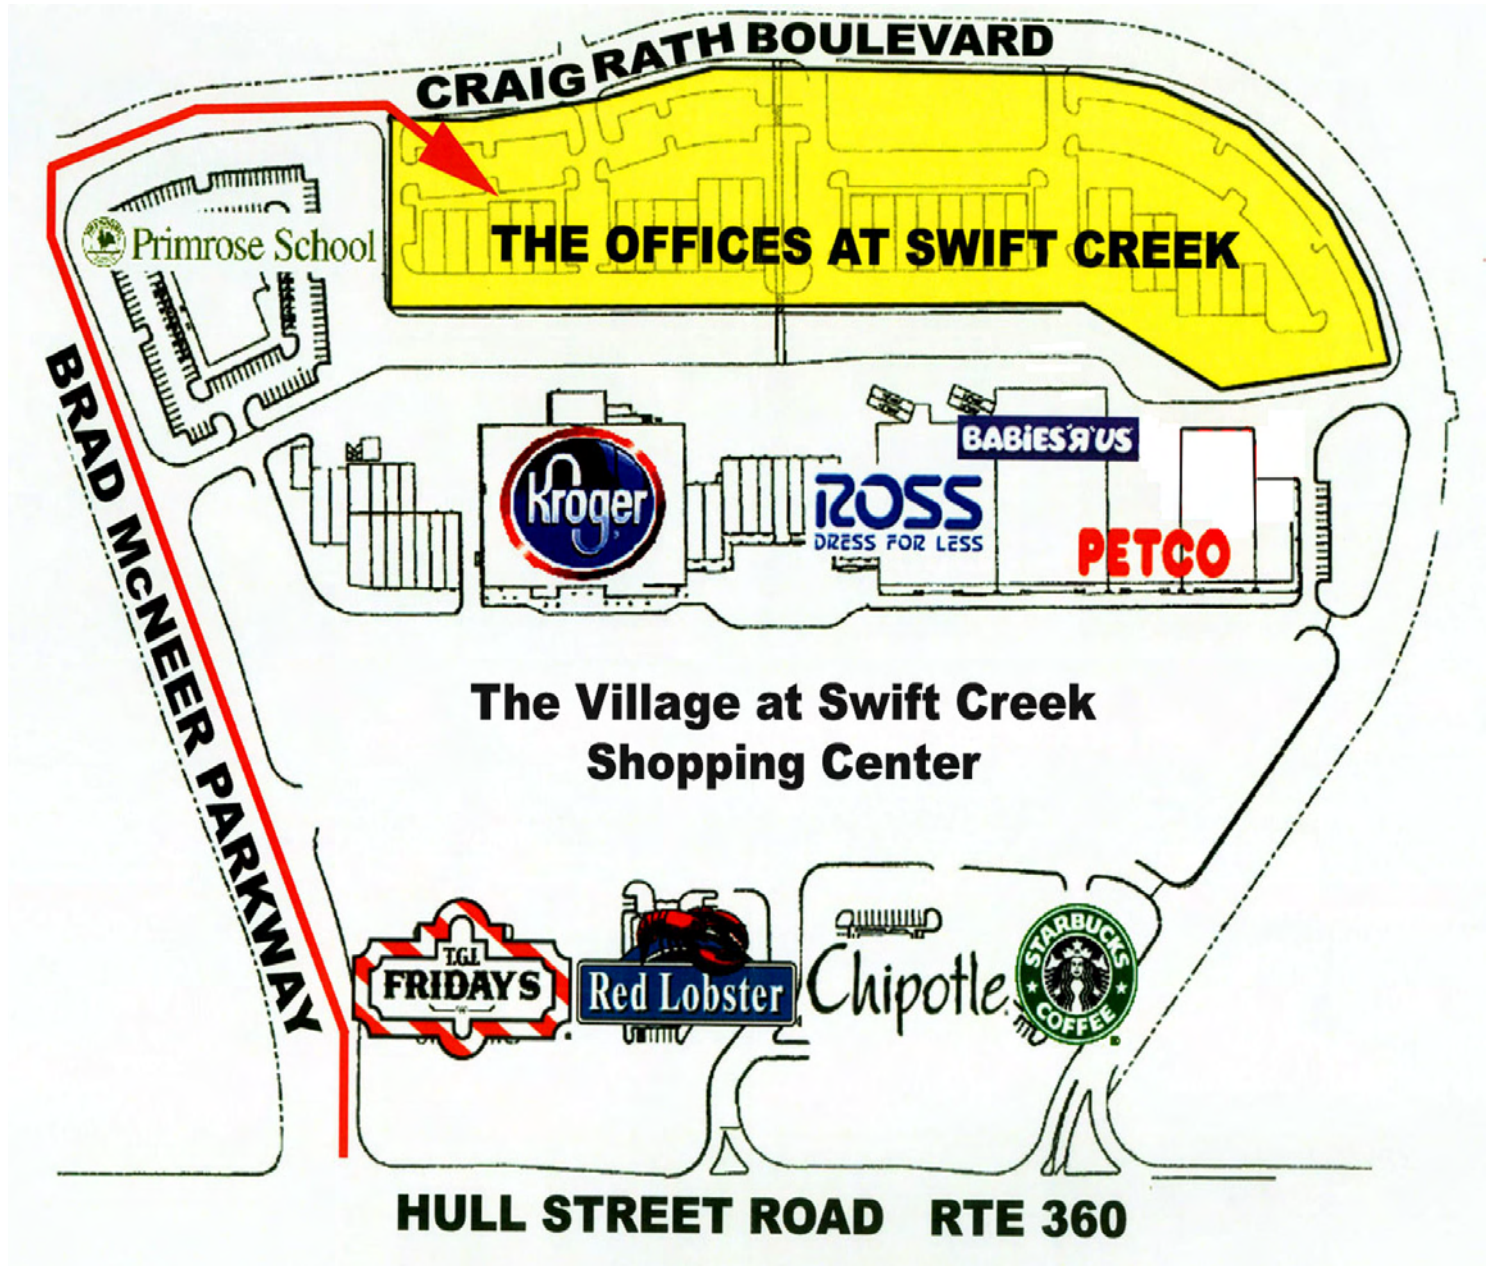 CRAIG RATH BOULEVARD
Primrose School
THE OFFICES AT SWIFT CREEK
BRAD McNEER PARKWAY
Kroger
ROSS
DRESS FOR LESS
BABIES"R"US
PETCO
The Village at Swift Creek
Shopping Center
T.G.I.
FRIDAY'S
Red Lobster
Chipotle
STARBUCKS
COFFEE
HULL STREET ROAD RTE 360